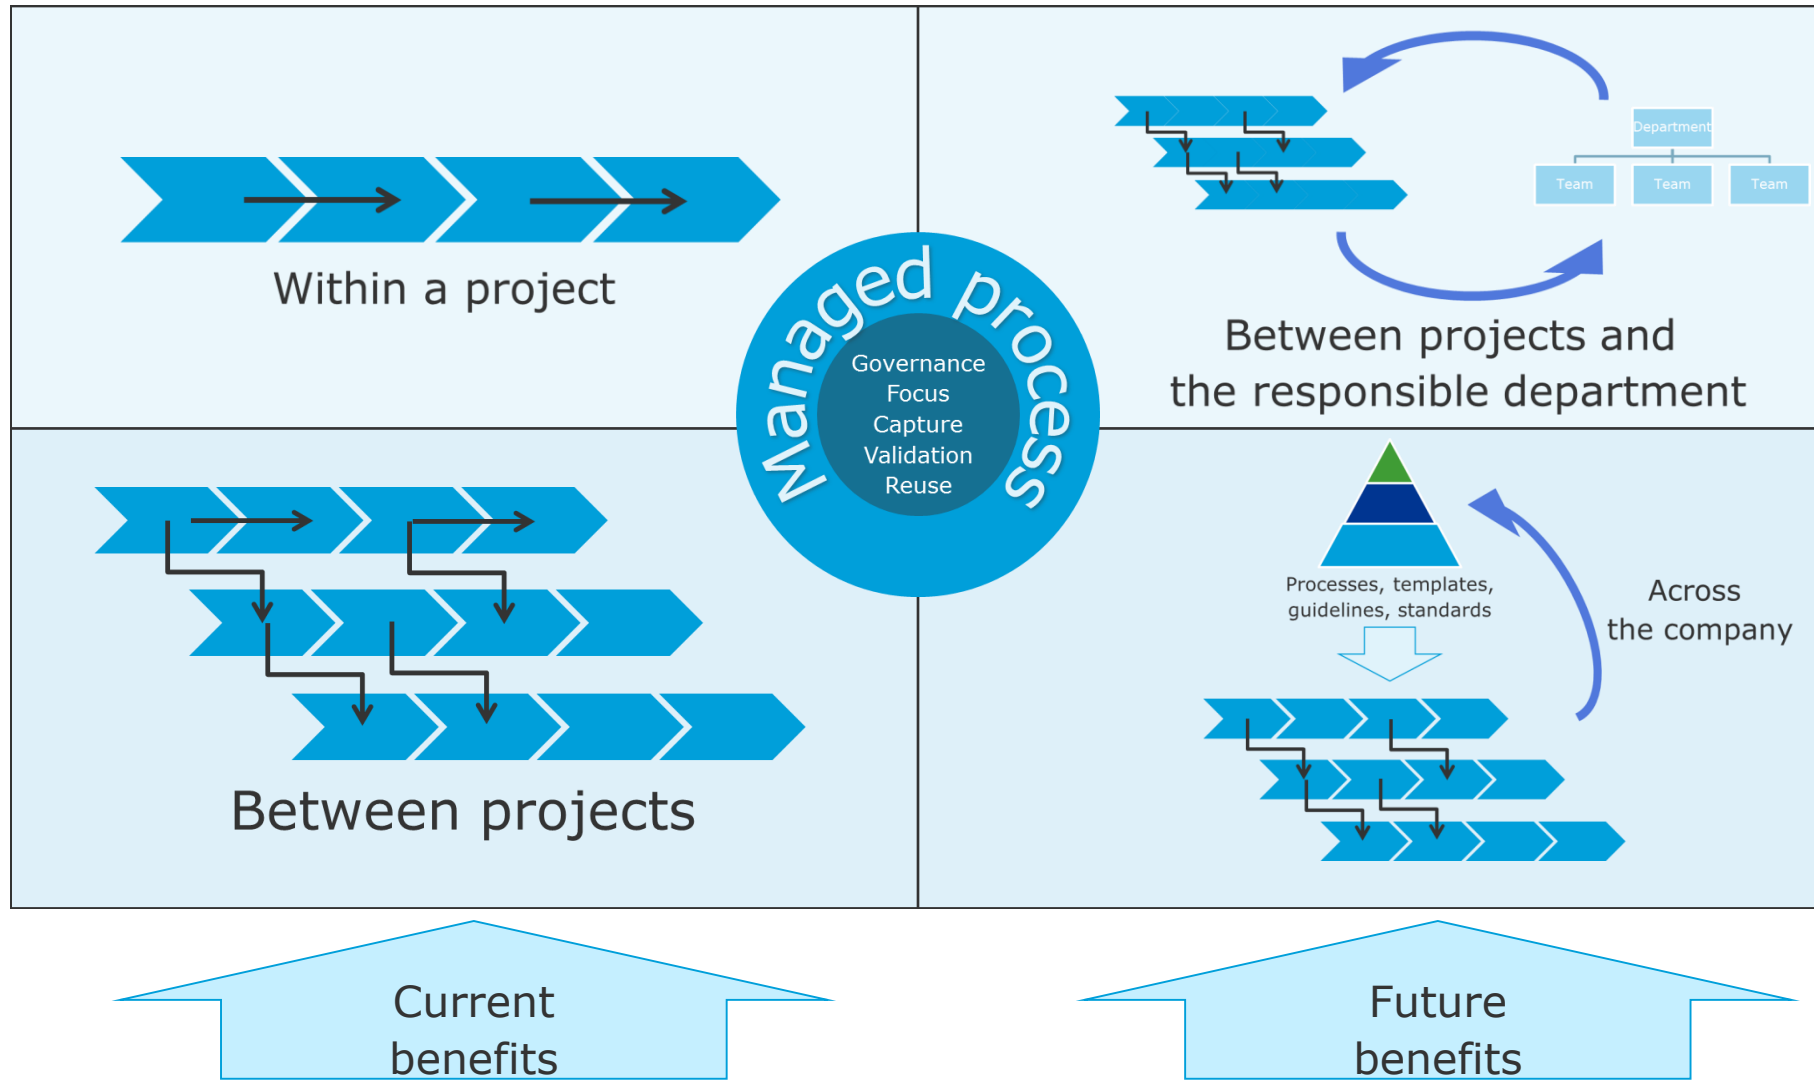 Within a project
Department
Team
Team
Team
Between projects and
the responsible department
Managed process
Governance
Focus
Capture
Validation
Reuse
Between projects
Processes, templates,
guidelines, standards
Across
the company
Current
benefits
Future
benefits